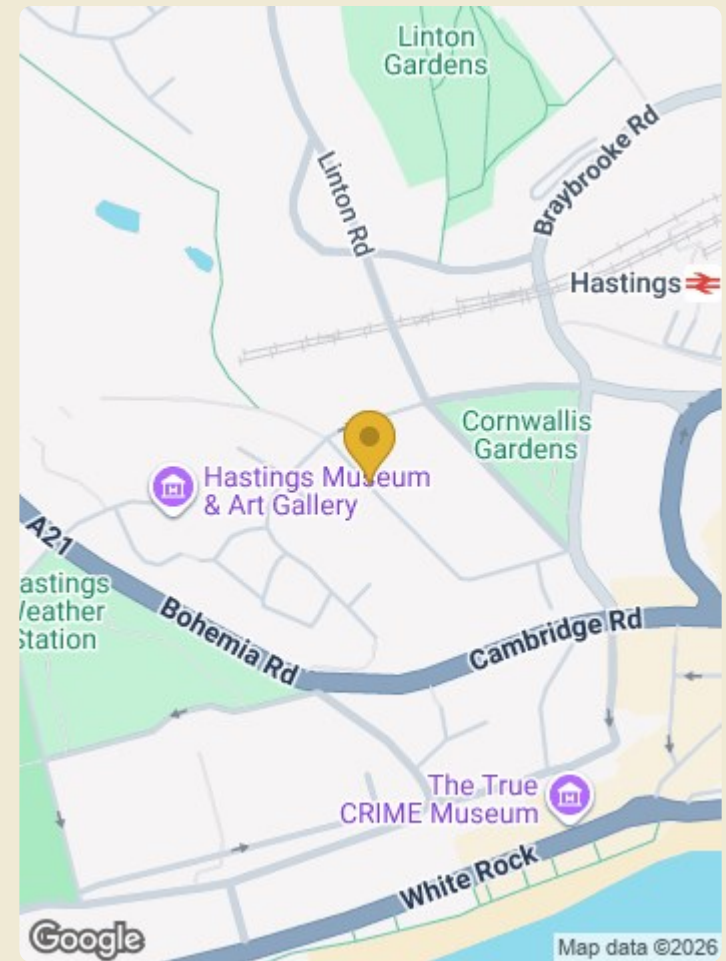 Linton
Gardens
Linton Rd
Braybrooke Rd
Hastings
Cornwallis
Gardens
Hastings Museum
& Art Gallery
A21
astings
Weather
Station
Bohemia Rd
Cambridge Rd
The True
CRIME Museum
White Rock
Google
Map data ©2026